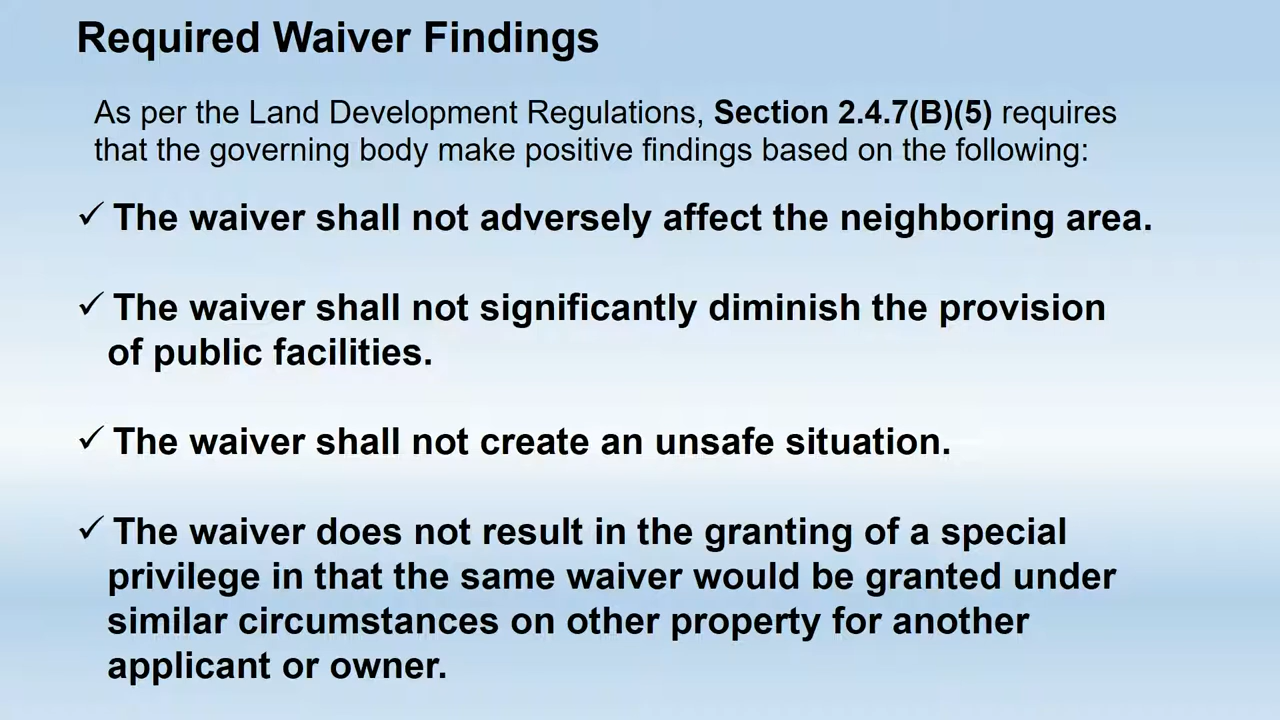 Required Waiver Findings
As per the Land Development Regulations, Section 2.4.7(B)(5) requires
that the governing body make positive findings based on the following:
✓ The waiver shall not adversely affect the neighboring area.
✓ The waiver shall not significantly diminish the provision
of public facilities.
✓ The waiver shall not create an unsafe situation.
✓ The waiver does not result in the granting of a special
privilege in that the same waiver would be granted under
similar circumstances on other property for another
applicant or owner.